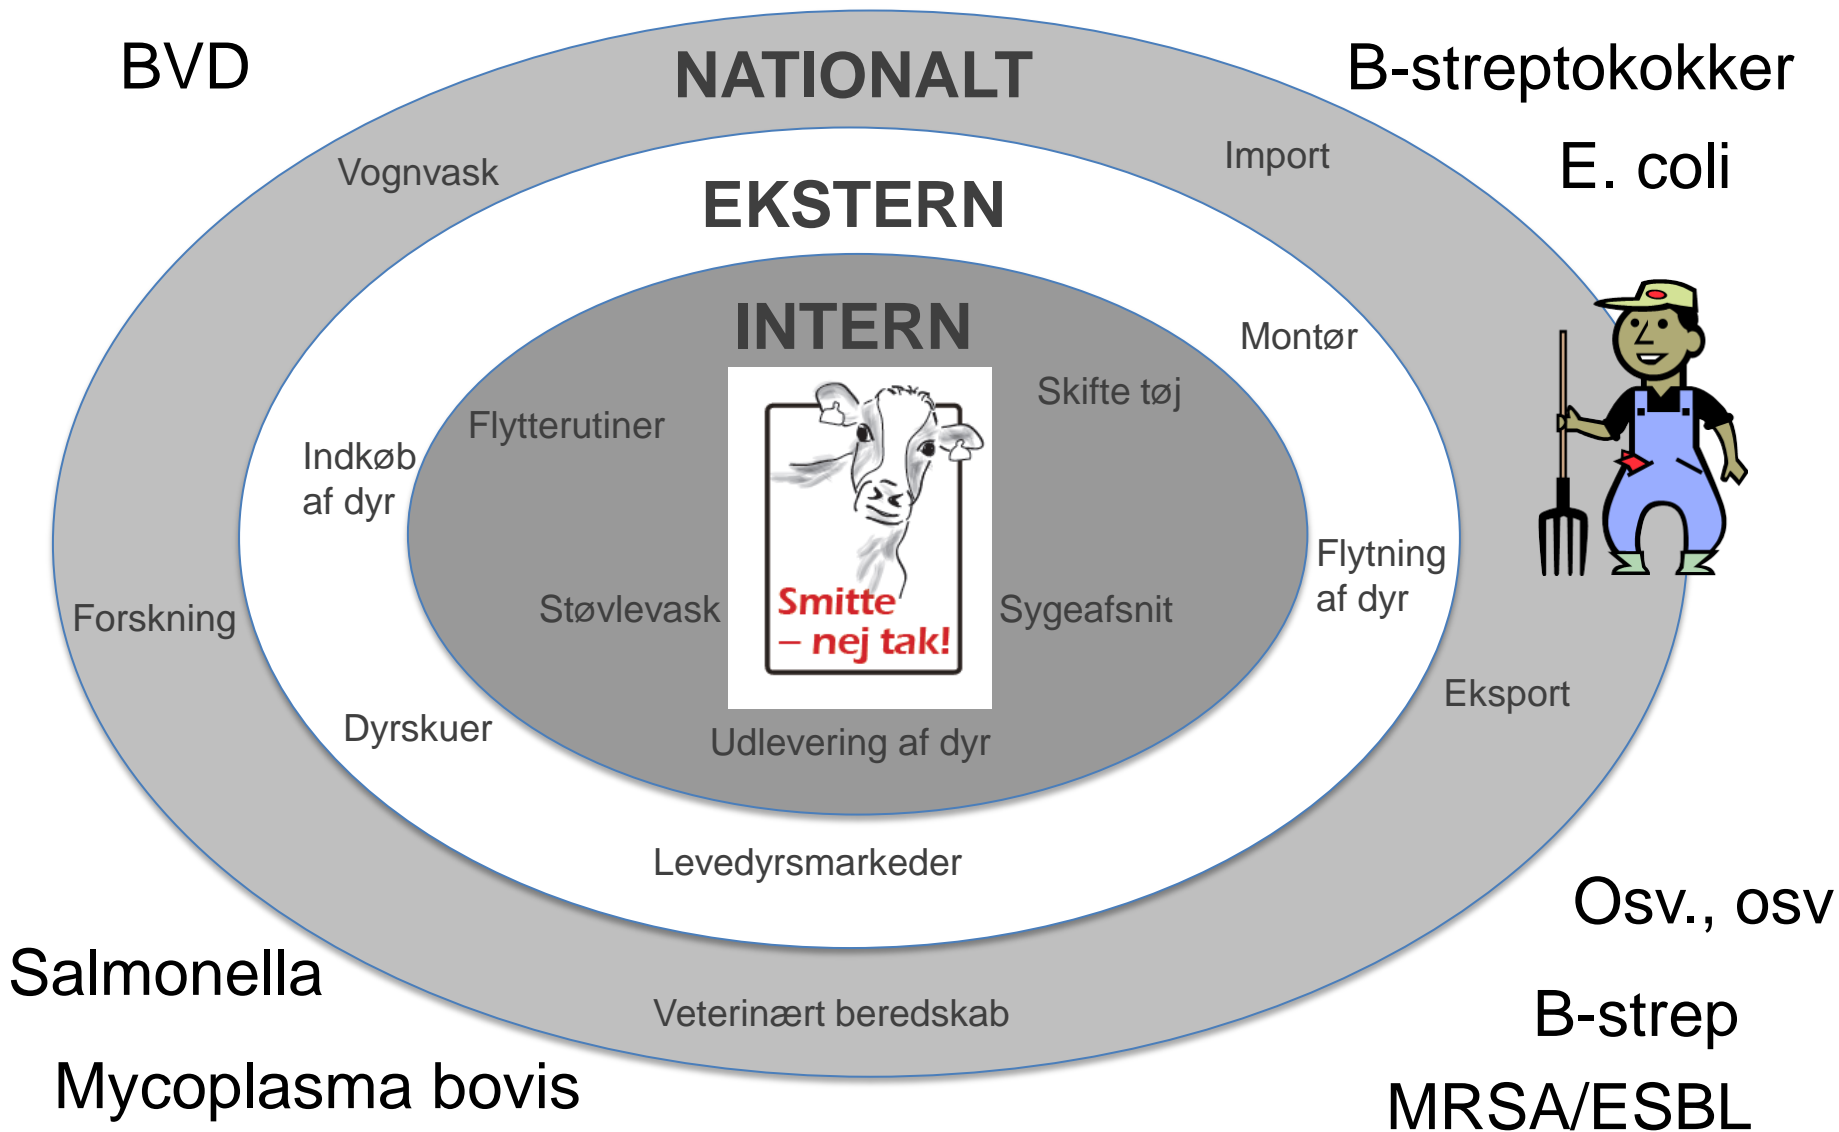 BVD
NATIONALT
B-streptokokker
Vognvask
Import
E. coli
EKSTERN
INTERN
Montør
Skifte tøj
Flytterutiner
Indkøb
af dyr
Flytning
af dyr
Smitte
– nej tak!
Støvlevask
Sygeafsnit
Forskning
Eksport
Dyrskuer
Udlevering af dyr
Levedyrsmarkeder
Osv., osv
Salmonella
Veterinært beredskab
B-strep
Mycoplasma bovis
MRSA/ESBL